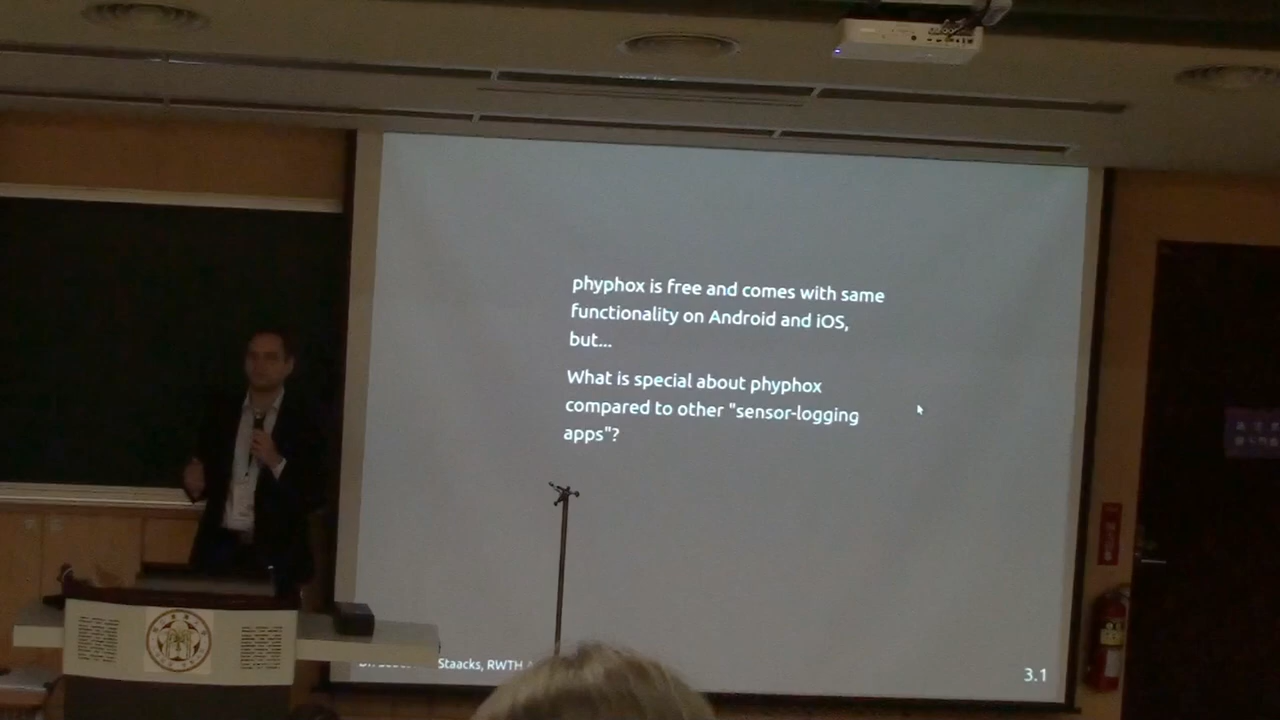 phyphox is free and comes with same
functionality on Android and iOS,
but...
What is special about phyphox
compared to other "sensor-logging
apps"?
Staacks, RWTH
3.1